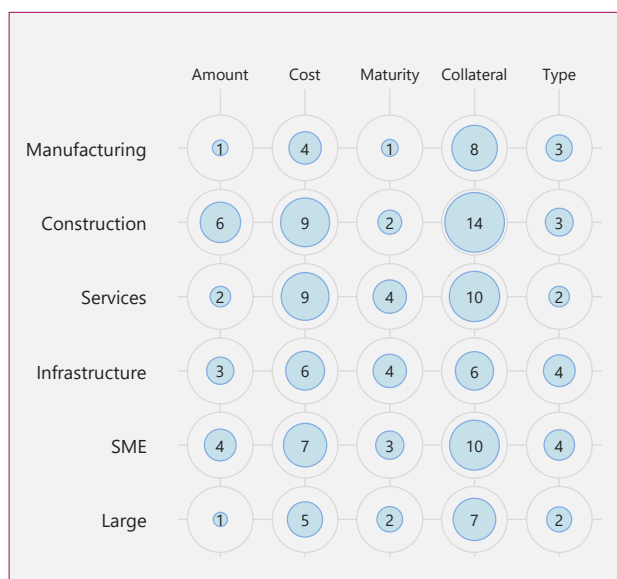 Amount Cost Maturity Collateral Type
Manufacturing 1 4 1 8 3
Construction 6 9 2 14 3
Services 2 9 4 10 2
Infrastructure 3 6 4 6 4
SME 4 7 3 10 4
Large 1 5 2 7 2